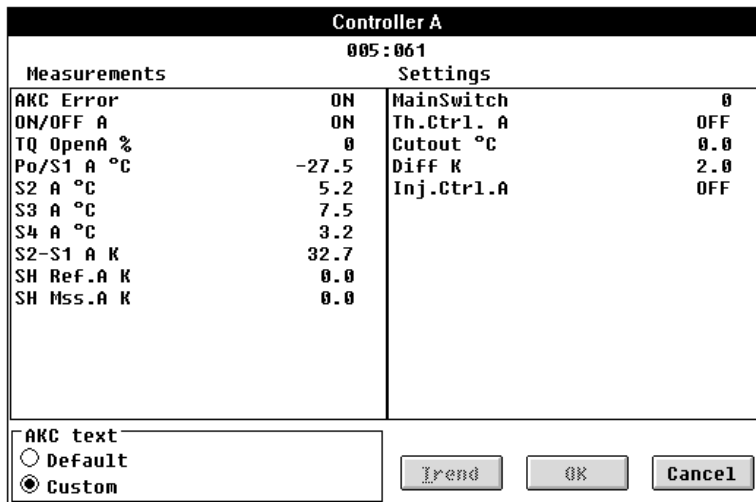 Controller A
005:061
Measurements Settings
AKC Error ON
ON/OFF A ON
TQ OpenA % 0
Po/S1 A °C -27.5
S2 A °C 5.2
S3 A °C 7.5
S4 A °C 3.2
S2-S1 A K 32.7
SH Ref.A K 0.0
SH Mss.A K 0.0
MainSwitch 0
Th.Ctrl. A OFF
Cutout °C 0.0
Diff K 2.0
Inj.Ctrl.A OFF
AKC text
Default
Custom
Trend OK Cancel